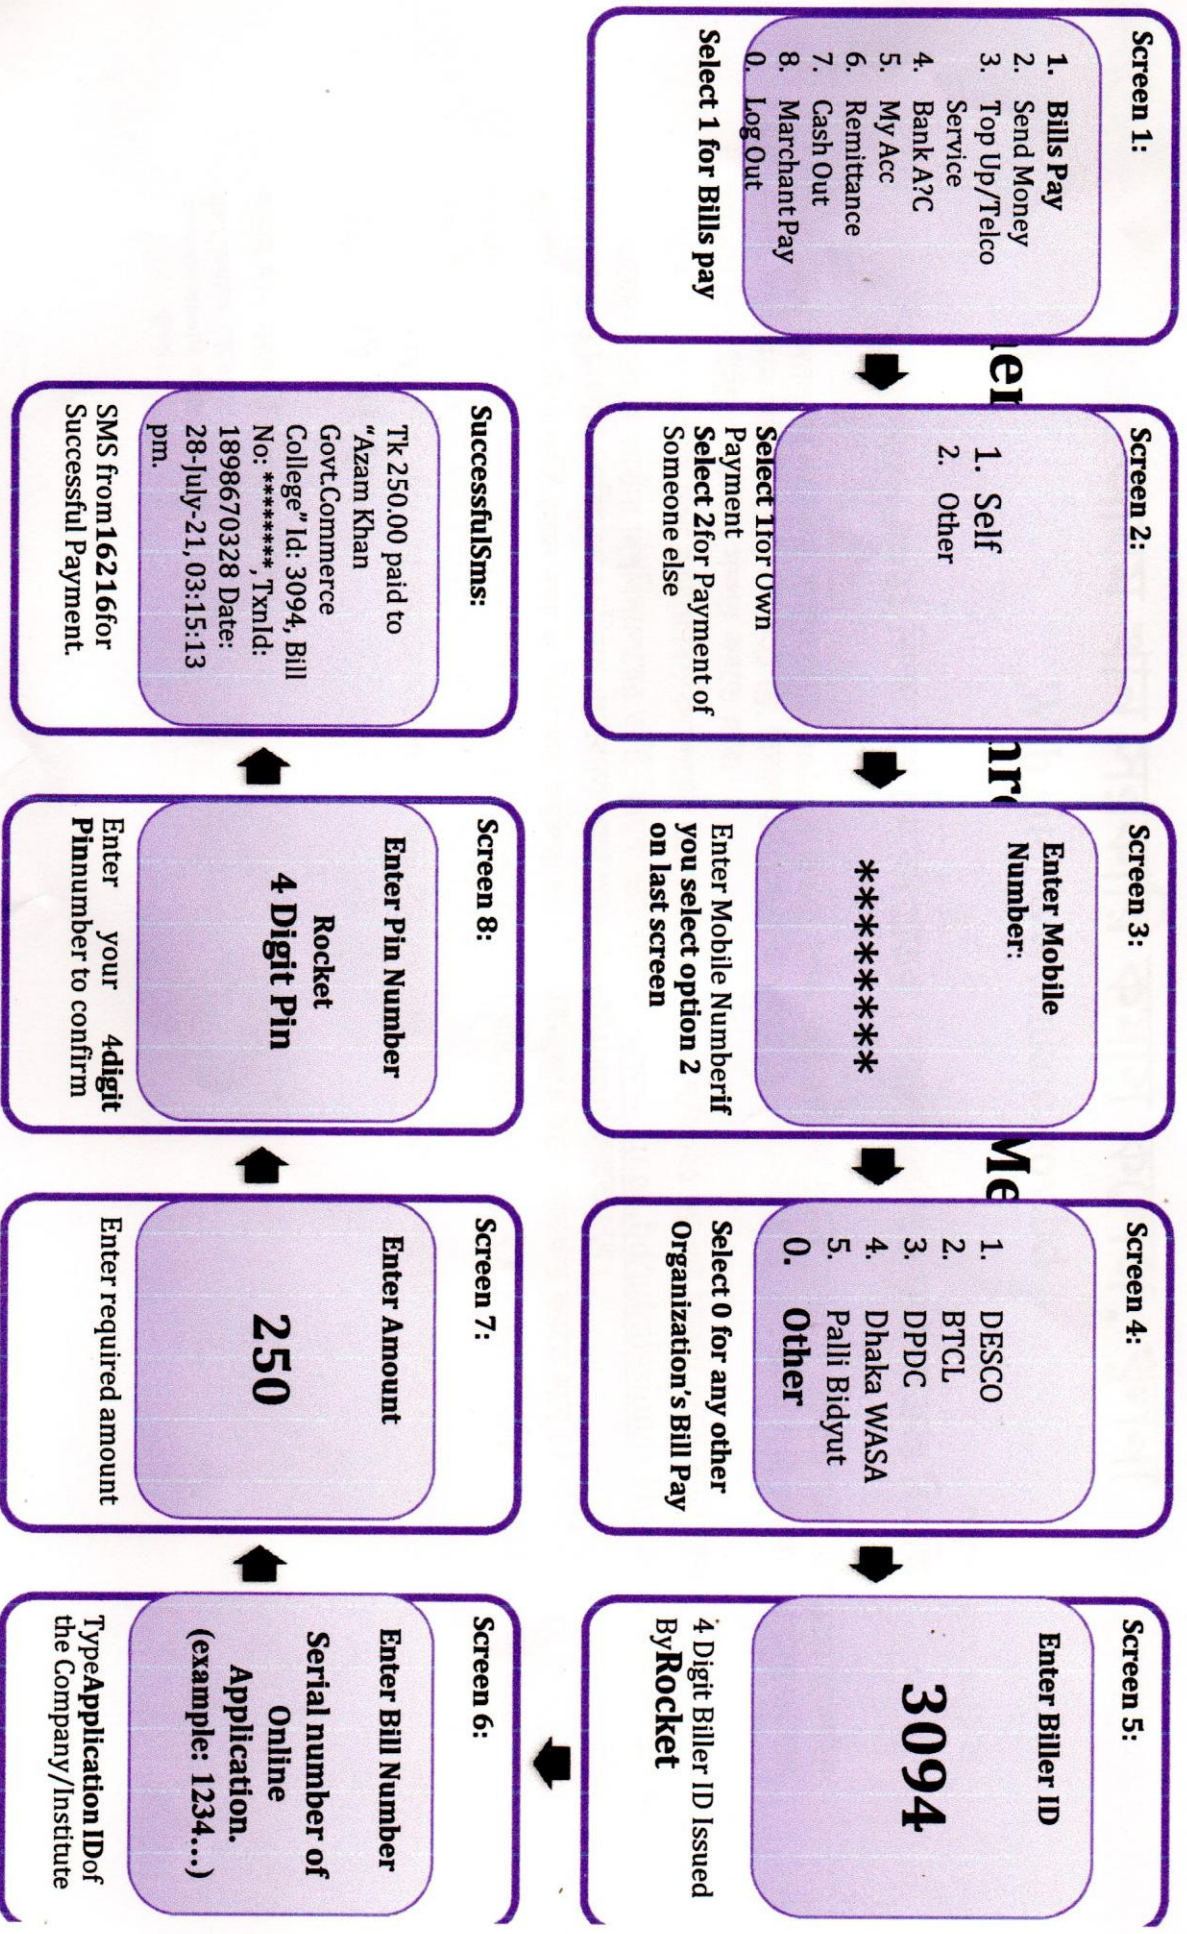 Screen 1:
1. Bills Pay
2. Send Money
3. Top Up/Telco
Service
4. Bank A?C
5. My Acc
6. Remittance
7. Cash Out
8. Marchant Pay
0. Log Out
Select 1 for Bills pay
Screen 2:
1. Self
2. Other
Select 1for Own
Payment
Select 2for Payment of
Someone else
Screen 3:
Enter Mobile
Number:
********
Enter Mobile Numberif
you select option 2
on last screen
Screen 4:
1. DESCO
2. BTCL
3. DPDC
4. Dhaka WASA
5. Palli Bidyut
0. Other
Select 0 for any other
Organization's Bill Pay
Screen 5:
Enter Biller ID
3094
4 Digit Biller ID Issued
ByRocket
Screen 6:
Enter Bill Number
Serial number of
Online
Application.
(example: 1234...)
TypeApplication IDof
the Company/Institute
Screen 7:
Enter Amount
250
Enter required amount
Screen 8:
Enter Pin Number
Rocket
4 Digit Pin
Enter your 4digit
Pinnumber to confirm
SuccessfulSms:
Tk 250.00 paid to
"Azam Khan
Govt.Commerce
College" Id: 3094, Bill
No: ********, TxnId:
1898670328 Date:
28-July-21, 03:15:13
pm.
SMS from16216for
Successful Payment.